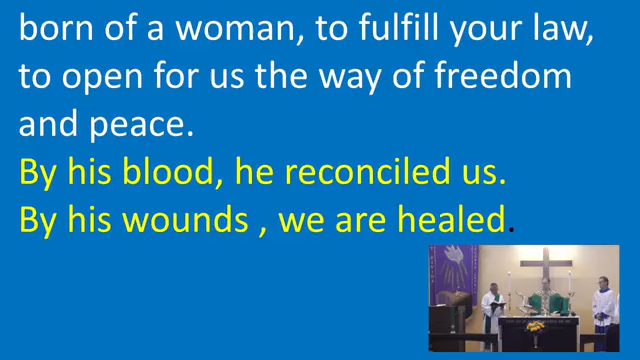 born of a woman, to fulfill your law,
to open for us the way of freedom
and peace.
By his blood, he reconciled us.
By his wounds , we are healed.